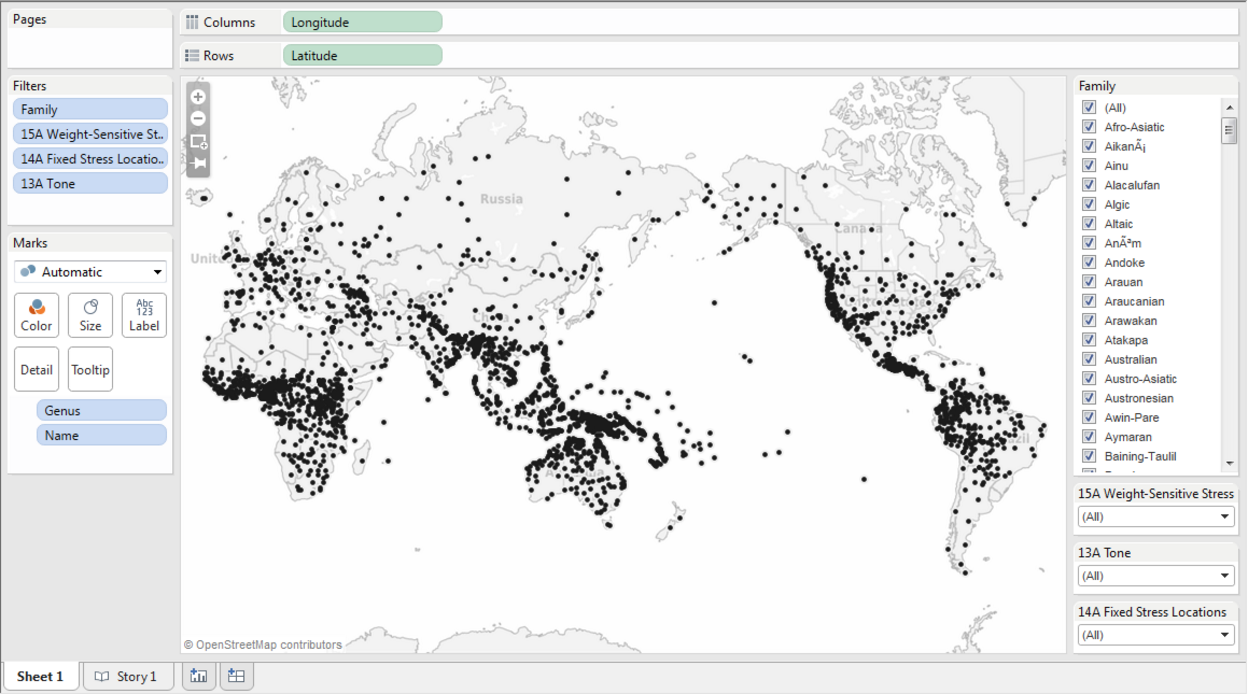 Pages
Columns
Longitude
Rows
Latitude
Filters
Family
15A Weight-Sensitive St..
14A Fixed Stress Locatio..
13A Tone
Marks
Automatic
Color
Size
Abc
123
Label
Detail
Tooltip
Genus
Name
Russia
Canada
© OpenStreetMap contributors
Family
(All)
Afro-Asiatic
AikanÃ¡
Ainu
Alacalufan
Algic
Altaic
AnÃªm
Andoke
Arauan
Araucanian
Arawakan
Atakapa
Australian
Austro-Asiatic
Austronesian
Awin-Pare
Aymaran
Baining-Taulil
15A Weight-Sensitive Stress
(All)
13A Tone
(All)
14A Fixed Stress Locations
(All)
Sheet 1
Story 1